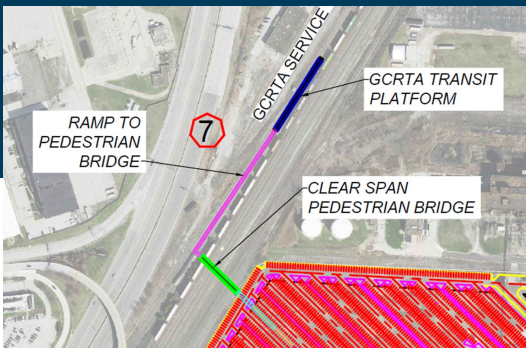 GCRTA SERVICE
GCRTA TRANSIT
PLATFORM
RAMP TO
PEDESTRIAN
BRIDGE
7
CLEAR SPAN
PEDESTRIAN BRIDGE